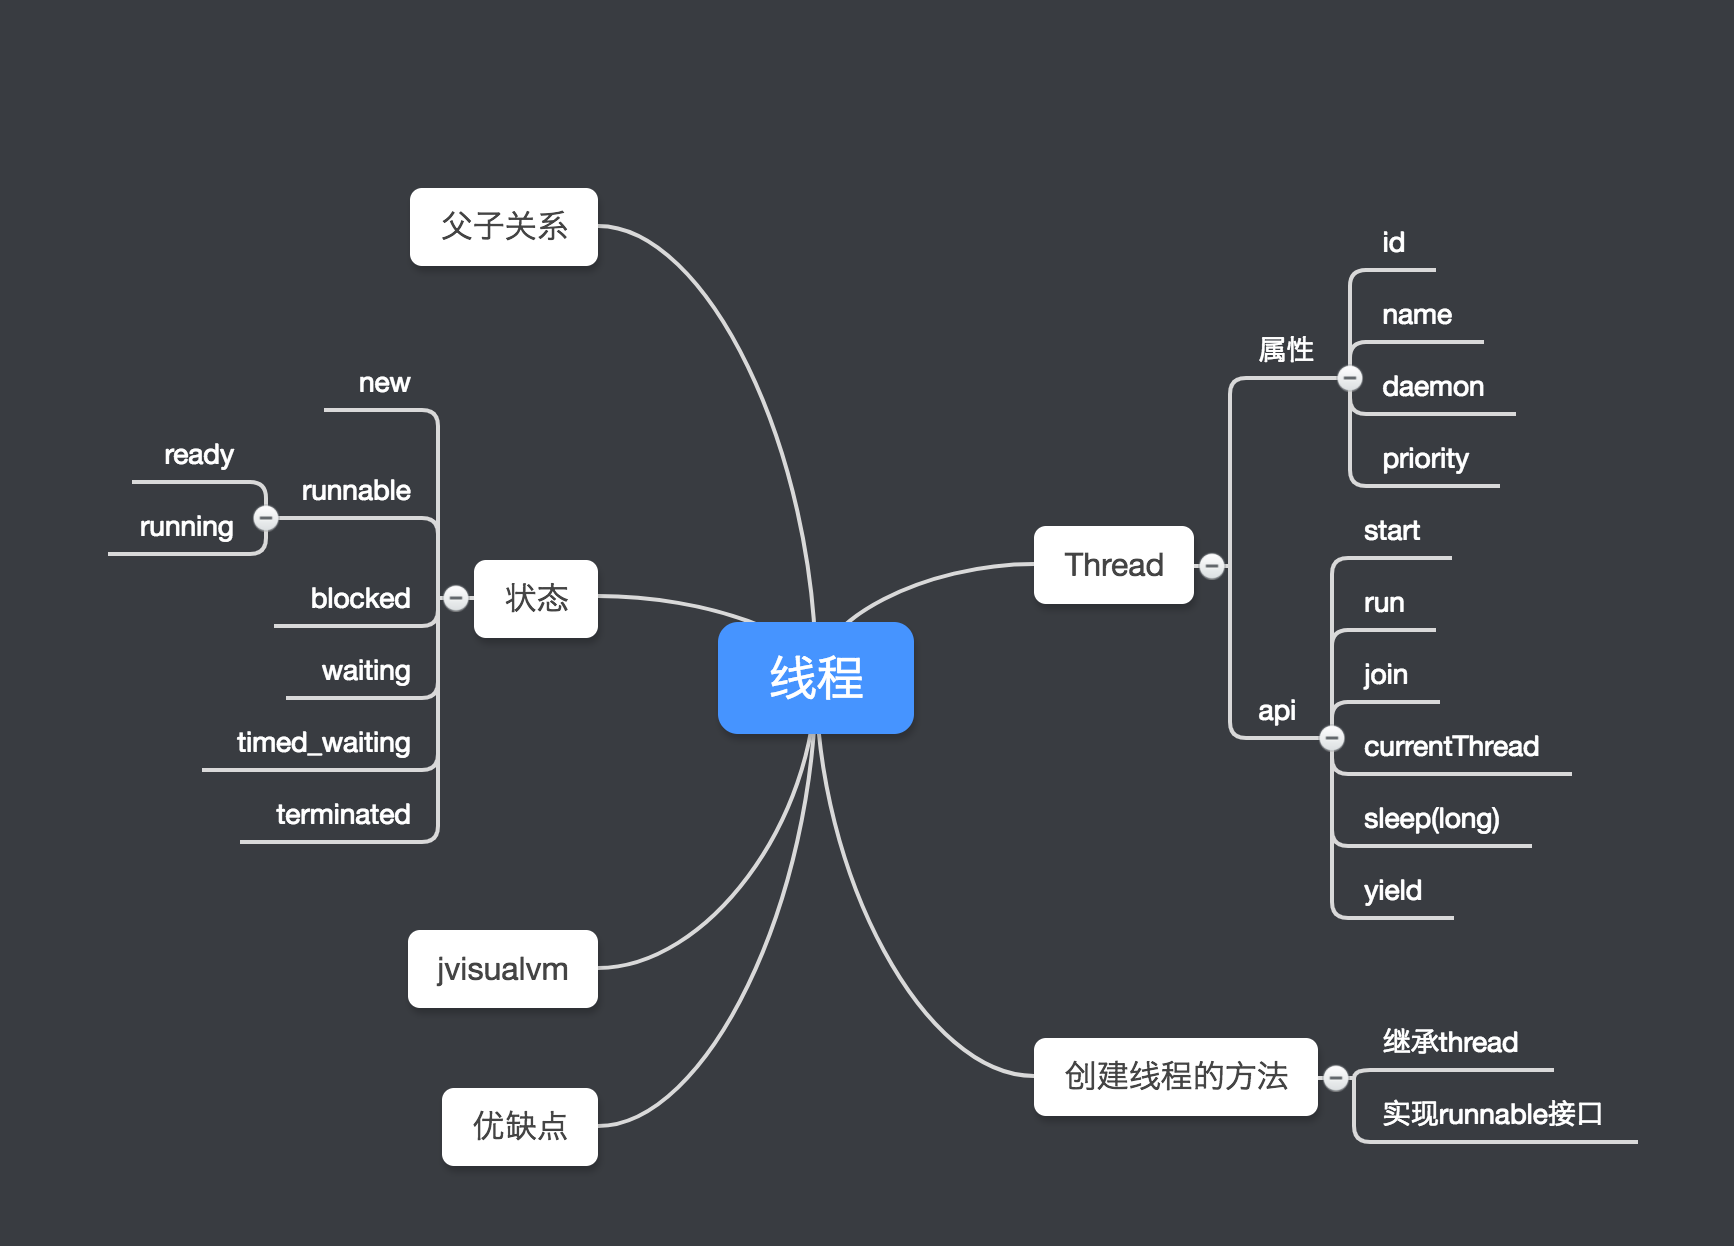 线程
Thread
属性
id
name
daemon
priority
api
start
run
join
currentThread
sleep(long)
yield
创建线程的方法
继承thread
实现runnable接口
父子关系
状态
new
runnable
ready
running
blocked
waiting
timed_waiting
terminated
jvisualvm
优缺点